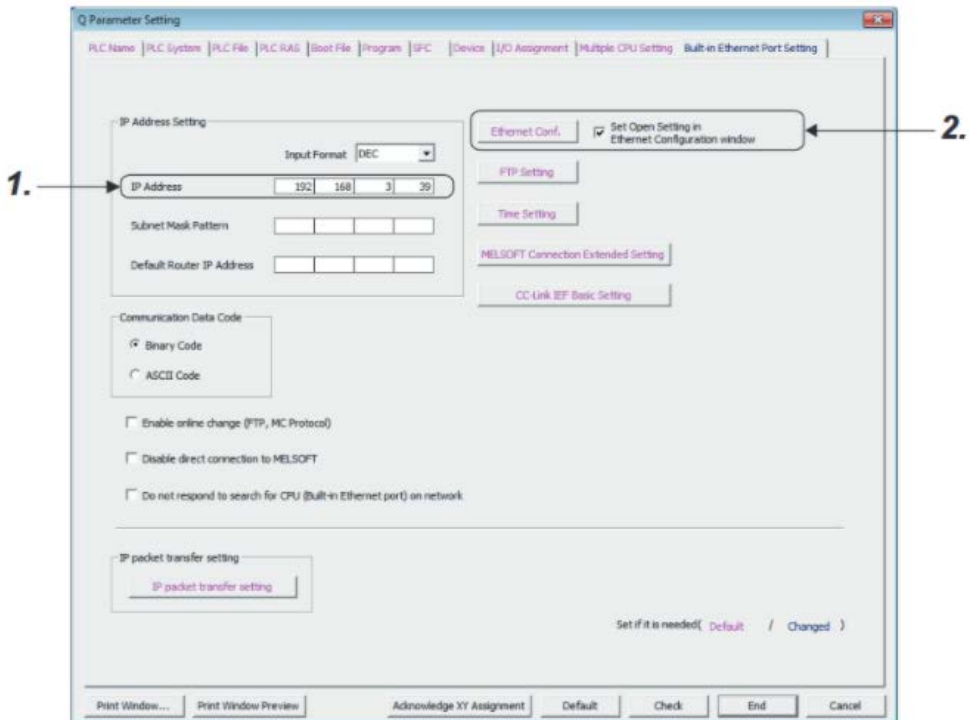 Q Parameter Setting
PLC Name PLC System PLC File PLC RAS Boot File Program SFC Device I/O Assignment Multiple CPU Setting Built-in Ethernet Port Setting
IP Address Setting
Input Format DEC
1.
IP Address 192 168 3 39
Subnet Mask Pattern
Default Router IP Address
Ethernet Conf. Set Open Setting in
Ethernet Configuration window
2.
FTP Setting
Time Setting
MELSOFT Connection Extended Setting
CC-Link IEF Basic Setting
Communication Data Code
Binary Code
ASCII Code
Enable online change (FTP, MC Protocol)
Disable direct connection to MELSOFT
Do not respond to search for CPU (Built-in Ethernet port) on network
IP packet transfer setting
IP packet transfer setting
Set if it is needed( Default / Changed )
Print Window... Print Window Preview Acknowledge XY Assignment Default Check End Cancel